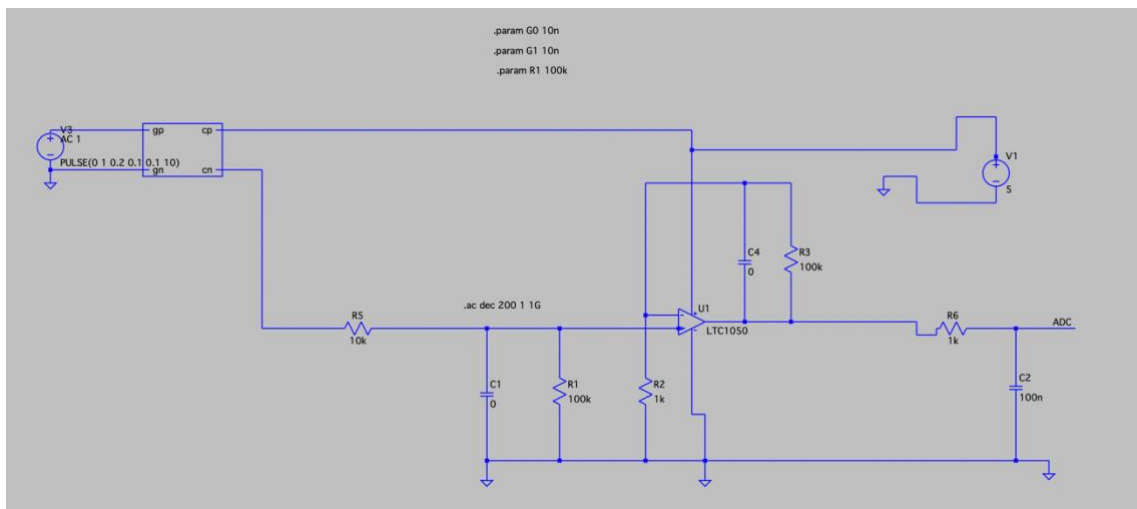 .param G0 10n
.param G1 10n
.param R1 100k
V3
AC 1
PULSE(0 1 0.2 0.1 0.1 10)
gp
cp
gn
cn
V1
5
C4
0
R3
100k
.ac dec 200 1 1G
U1
LTC1050
R5
10k
R6
1k
ADC
C1
0
R1
100k
R2
1k
C2
100n